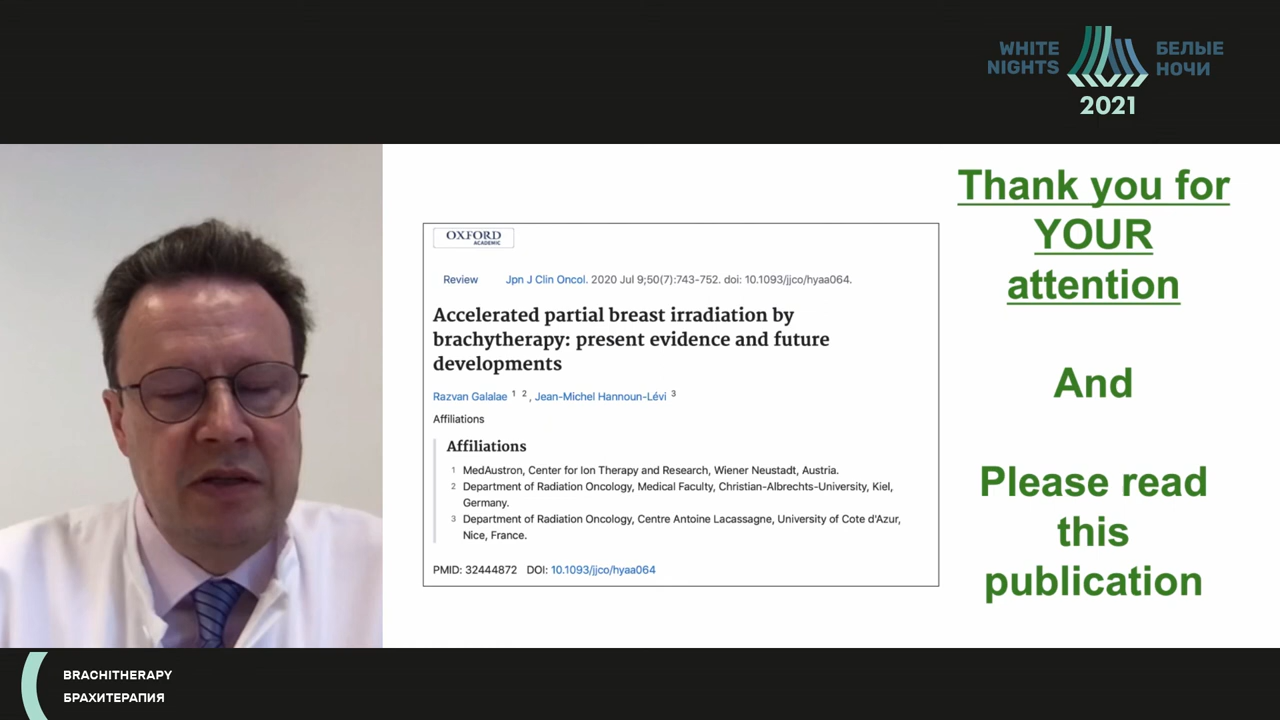 WHITE
NIGHTS
БЕЛЫЕ
НОЧИ
2021
OXFORD
ACADEMIC
Review Jpn J Clin Oncol. 2020 Jul 9;50(7):743-752. doi: 10.1093/jjco/hyaa064.
Accelerated partial breast irradiation by
brachytherapy: present evidence and future
developments
Razvan Galalae 1 2, Jean-Michel Hannoun-Lévi 3
Affiliations
Affiliations
1 MedAustron, Center for Ion Therapy and Research, Wiener Neustadt, Austria.
2 Department of Radiation Oncology, Medical Faculty, Christian-Albrechts-University, Kiel,
Germany.
3 Department of Radiation Oncology, Centre Antoine Lacassagne, University of Cote d'Azur,
Nice, France.
PMID: 32444872 DOI: 10.1093/jjco/hyaa064
Thank you for
YOUR
attention
And
Please read
this
publication
BRACHITHERAPY
БРАХИТЕРАПИЯ